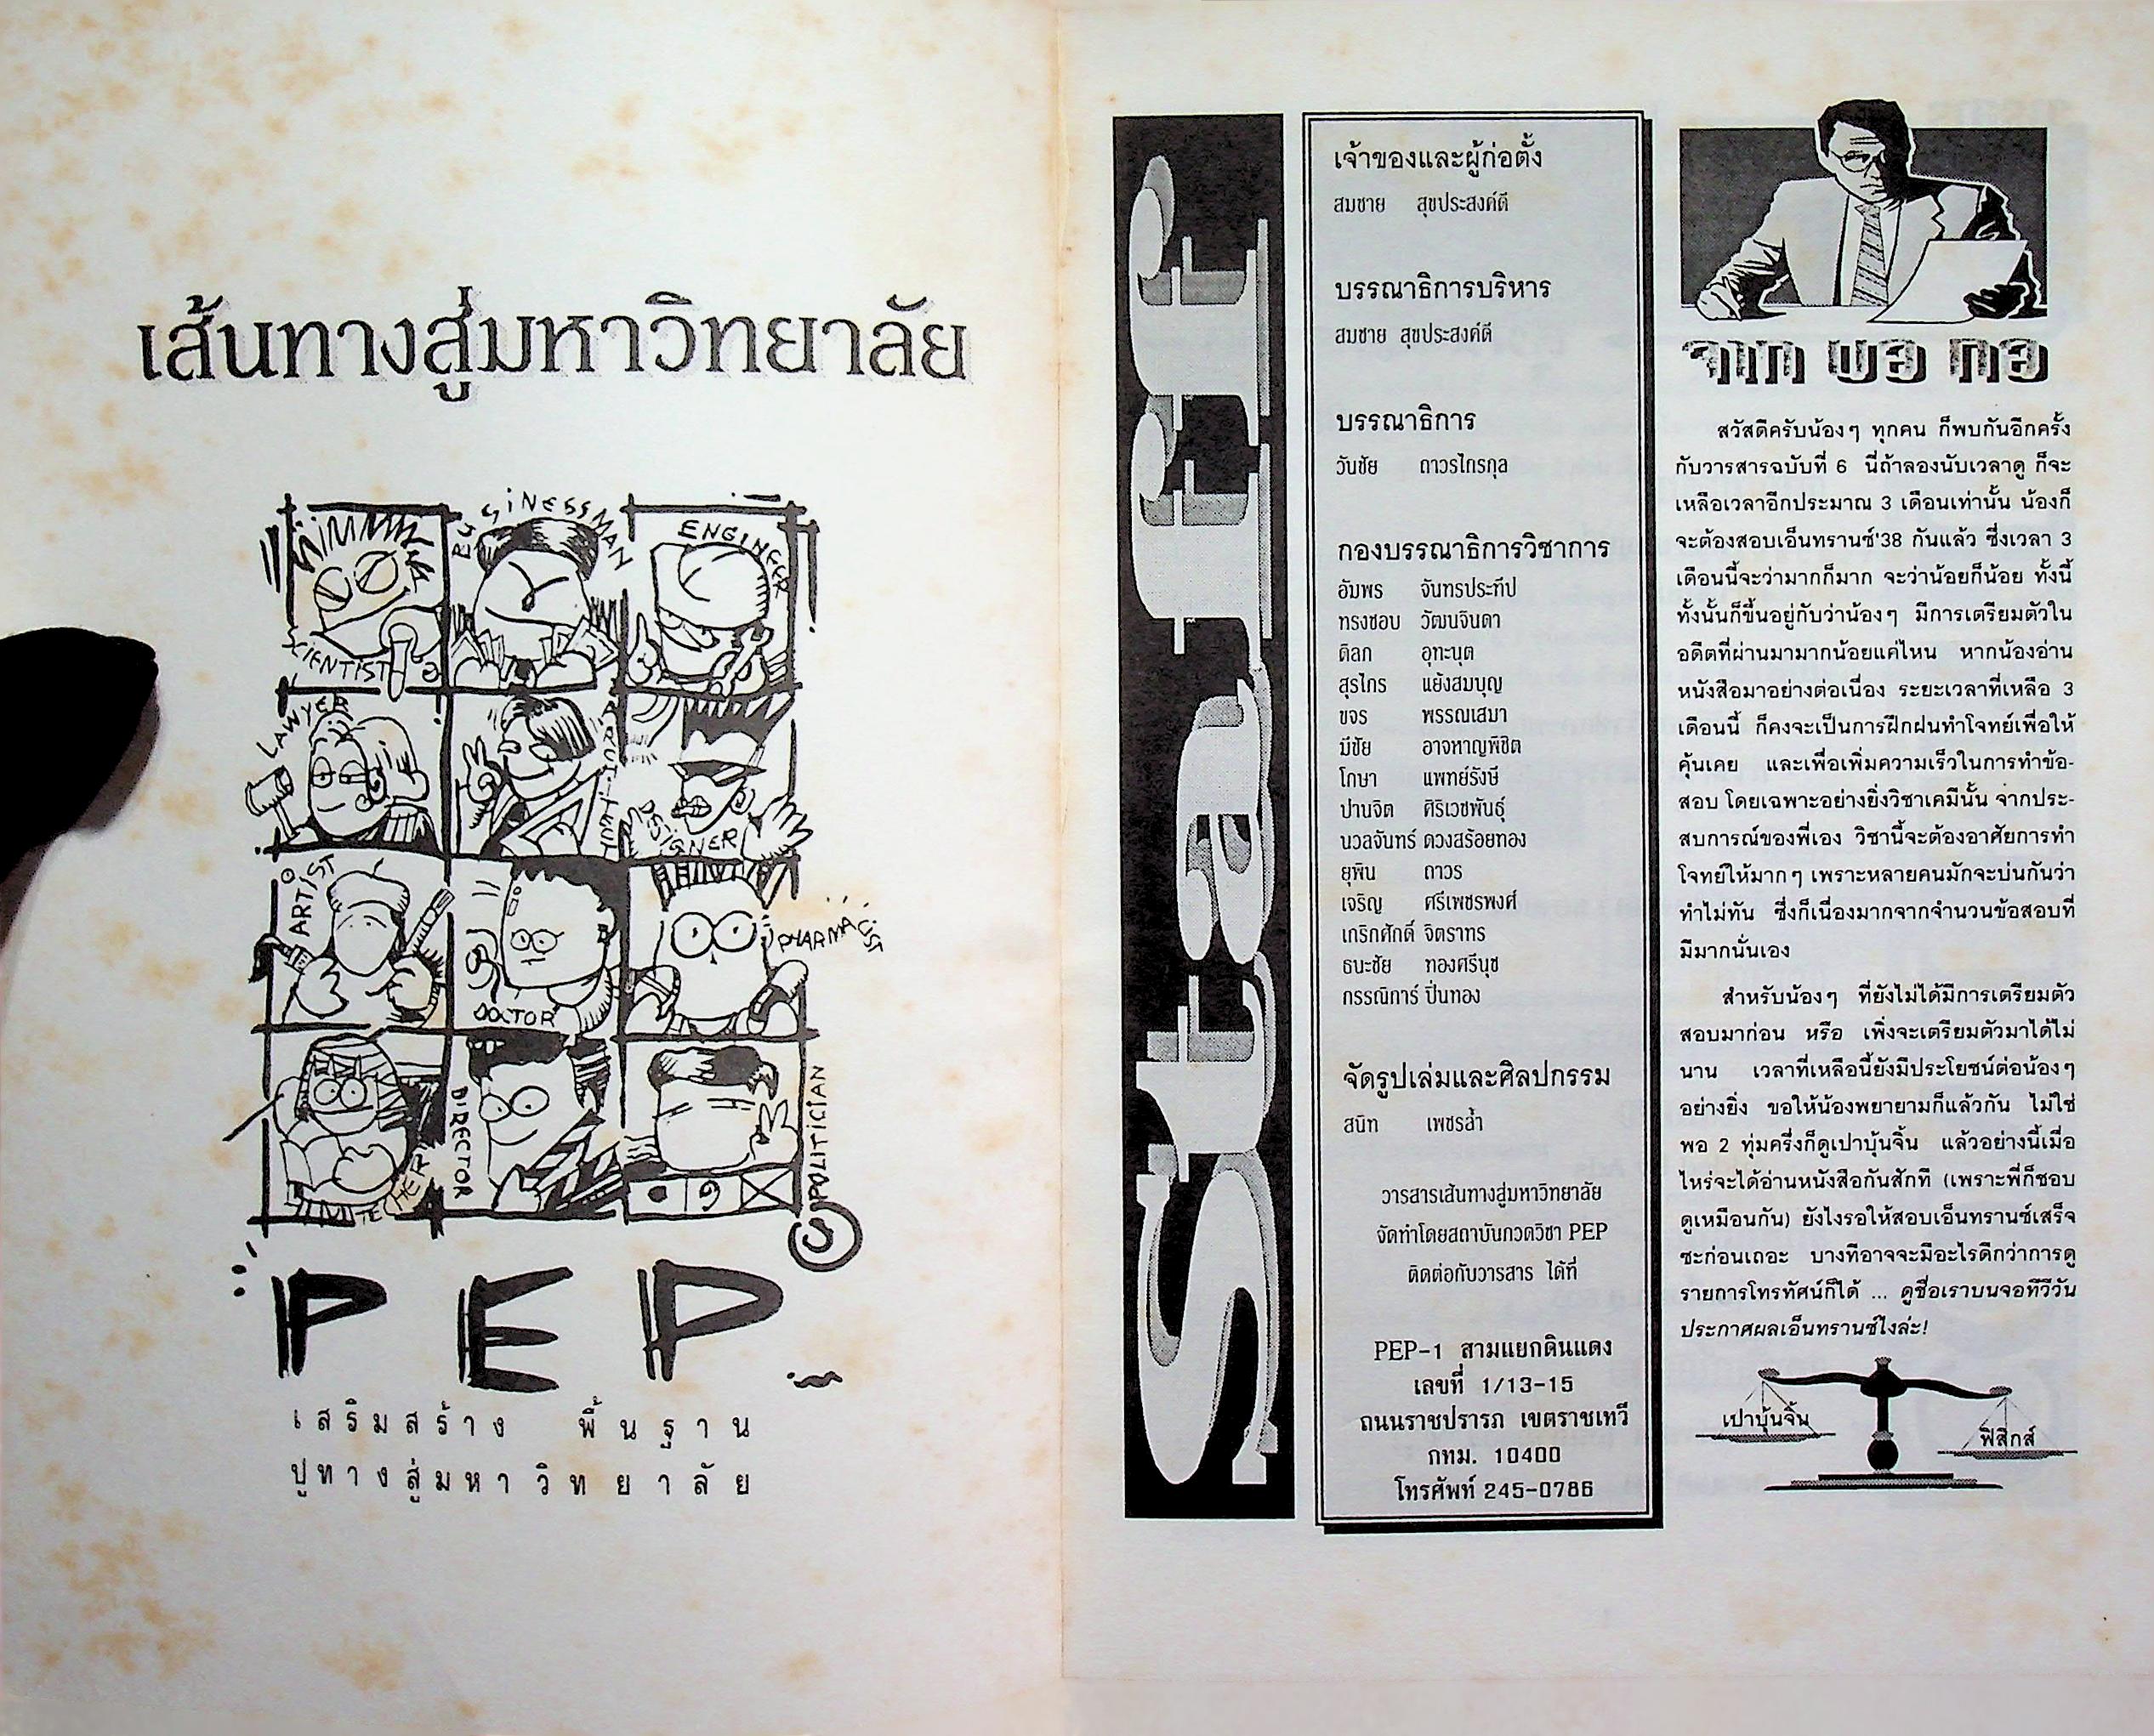 เส้นทางสู่มหาวิทยาลัย
SCIENTIST
BUSINESSMAN
ENGINEER
LAWYER
ARCHITECT
DESIGNER
ARTIST
DOCTOR
PHARMACIST
TEACHER
DIRECTOR
POLITICIAN
PEP
เสริมสร้าง พื้นฐาน
ปูทางสู่มหาวิทยาลัย
Staff
เจ้าของและผู้ก่อตั้ง
สมชาย สุขประสงค์ดี
บรรณาธิการบริหาร
สมชาย สุขประสงค์ดี
บรรณาธิการ
วันชัย ถาวรไกรกุล
กองบรรณาธิการวิชาการ
อัมพร จันทรประทีป
ทรงชอบ วัฒนจินดา
ดิลก อุทะนุต
สุรไกร แย้งสมบุญ
ขจร พรรณเสมา
มีชัย อาจหาญพิชิต
โกษา แพทย์รังษี
ปานจิต ศิริเวชพันธุ์
นวลจันทร์ ดวงสร้อยทอง
ยุพิน ถาวร
เจริญ ศรีเพชรพงศ์
เกริกศักดิ์ จิตราทร
ธนะชัย ทองศรีนุช
กรรณิการ์ ปิ่นทอง
จัดรูปเล่มและศิลปกรรม
สนิท เพชรล้ำ
วารสารเส้นทางสู่มหาวิทยาลัย
จัดทำโดยสถาบันกวดวิชา PEP
ติดต่อกับวารสาร ได้ที่
PEP-1 สามแยกดินแดง
เลขที่ 1/13-15
ถนนราชปรารภ เขตราชเทวี
กทม. 10400
โทรศัพท์ 245-0786
จาก บอ กอ
สวัสดีครับน้องๆ ทุกคน ก็พบกันอีกครั้ง
กับวารสารฉบับที่ 6 นี่ถ้าลองนับเวลาดู ก็จะ
เหลือเวลาอีกประมาณ 3 เดือนเท่านั้น น้องก็
จะต้องสอบเอ็นทรานซ์'38 กันแล้ว ซึ่งเวลา 3
เดือนนี้จะว่ามากก็มาก จะว่าน้อยก็น้อย ทั้งนี้
ทั้งนั้นก็ขึ้นอยู่กับว่าน้องๆ มีการเตรียมตัวใน
อดีตที่ผ่านมามากน้อยแค่ไหน หากน้องอ่าน
หนังสือมาอย่างต่อเนื่อง ระยะเวลาที่เหลือ 3
เดือนนี้ ก็คงจะเป็นการฝึกฝนทำโจทย์เพื่อให้
คุ้นเคย และเพื่อเพิ่มความเร็วในการทำข้อ-
สอบ โดยเฉพาะอย่างยิ่งวิชาเคมีนั้น จากประ-
สบการณ์ของพี่เอง วิชานี้จะต้องอาศัยการทำ
โจทย์ให้มากๆ เพราะหลายคนมักจะบ่นกันว่า
ทำไม่ทัน ซึ่งก็เนื่องมากจากจำนวนข้อสอบที่
มีมากนั่นเอง
สำหรับน้องๆ ที่ยังไม่ได้มีการเตรียมตัว
สอบมาก่อน หรือ เพิ่งจะเตรียมตัวมาได้ไม่
นาน เวลาที่เหลือนี้ยังมีประโยชน์ต่อน้องๆ
อย่างยิ่ง ขอให้น้องพยายามก็แล้วกัน ไม่ใช่
พอ 2 ทุ่มครึ่งก็ดูเปาบุ้นจิ้น แล้วอย่างนี้เมื่อ
ไหร่จะได้อ่านหนังสือกันสักที (เพราะพี่ก็ชอบ
ดูเหมือนกัน) ยังไงรอให้สอบเอ็นทรานซ์เสร็จ
ซะก่อนเถอะ บางทีอาจจะมีอะไรดีกว่าการดู
รายการโทรทัศน์ก็ได้ ... ดูชื่อเราบนจอทีวีวัน
ประกาศผลเอ็นทรานซ์ไงล่ะ!
เปาบุ้นจิ้น
ฟิสิกส์